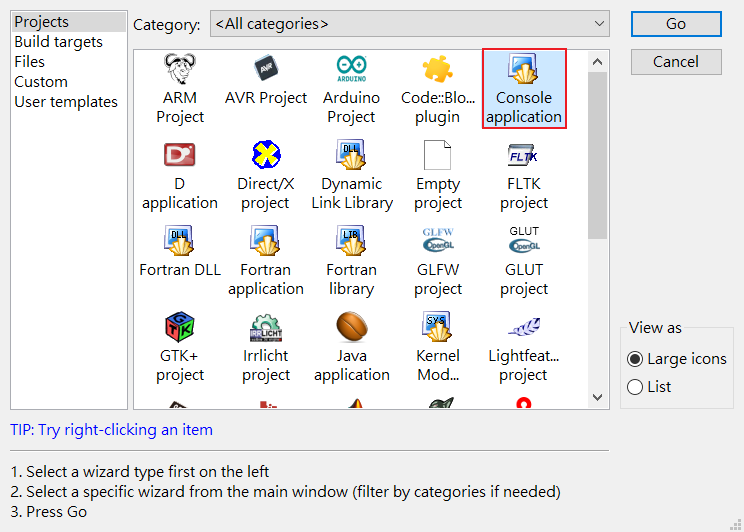 Projects
Build targets
Files
Custom
User templates
Category:
<All categories>
Go
Cancel
ARM
Project
AVR
AVR Project
ARDUINO
Arduino
Project
Code::Blo...
plugin
Console
application
D
D
application
Direct/X
project
DLL
Dynamic
Link Library
Empty
project
FLTK
FLTK
project
DLL
Fortran DLL
Fortran
application
LIB
Fortran
library
GLFW
OpenGL
GLFW
project
GLUT
OpenGL
GLUT
project
GTK
GTK+
project
IRRLICHT
Irrlicht
project
Java
application
SYS
Kernel
Mod...
Lightfeat...
project
View as
Large icons
List
TIP: Try right-clicking an item
1. Select a wizard type first on the left
2. Select a specific wizard from the main window (filter by categories if needed)
3. Press Go